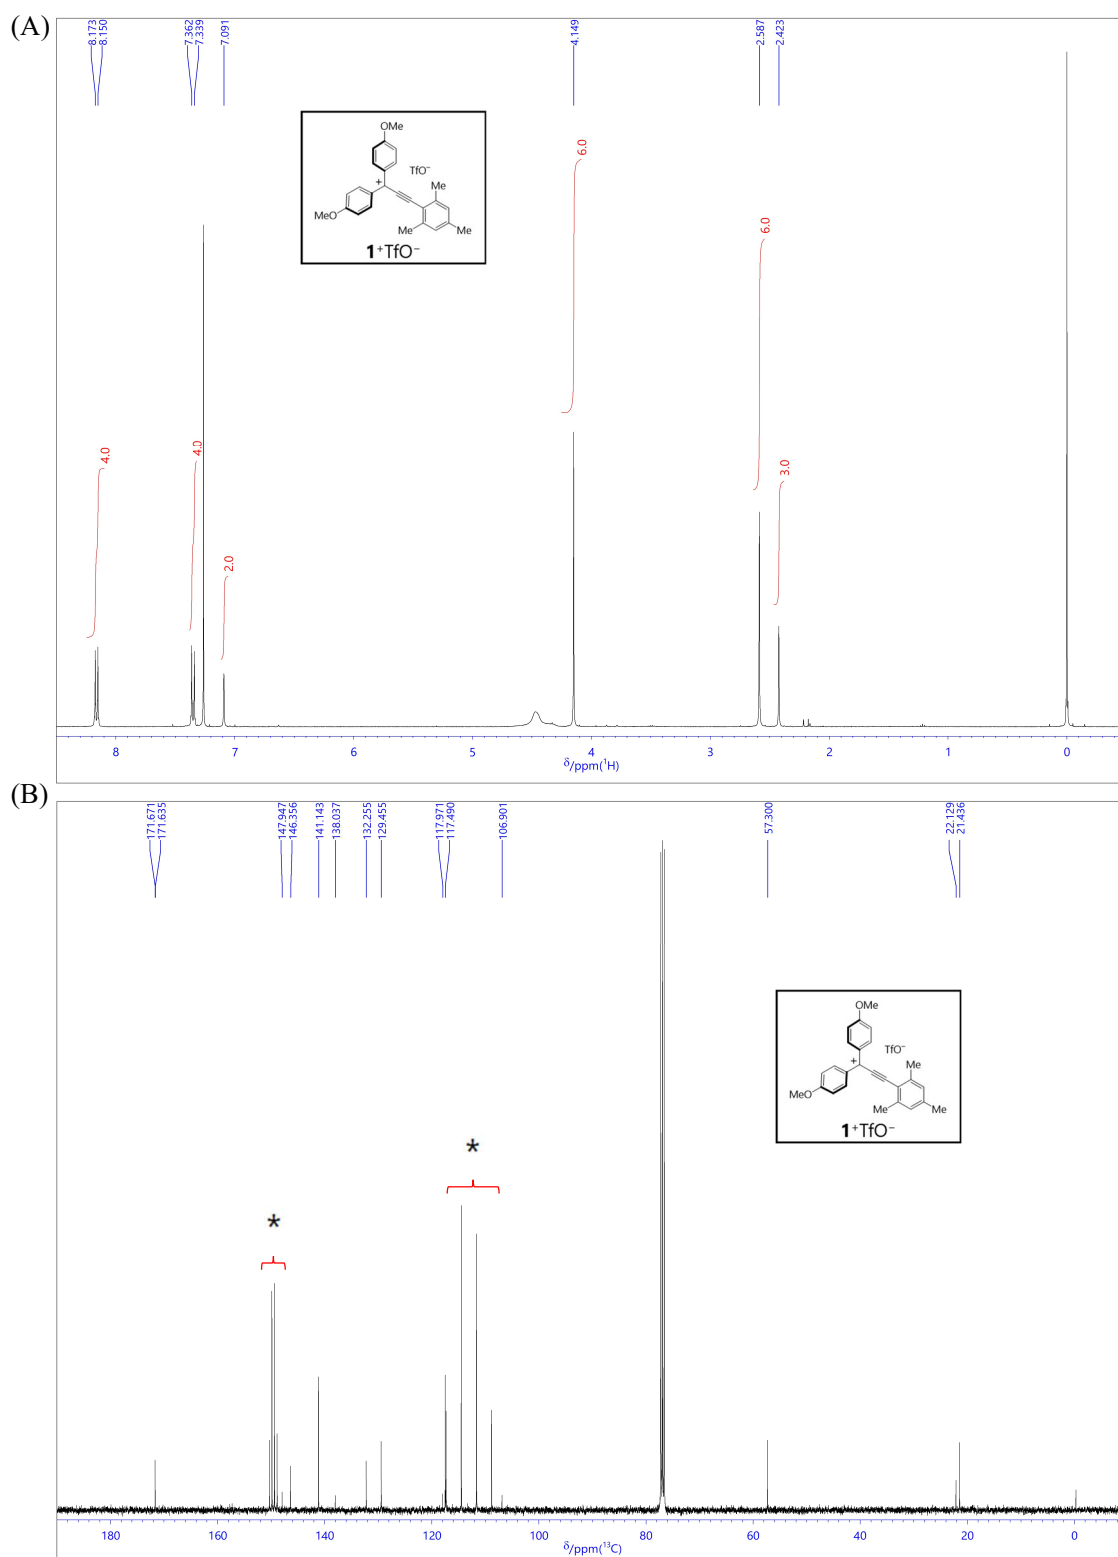 (A)
8.173
8.150
7.362
7.339
7.091
4.149
2.587
2.423
OMe
TfO⁻
+
Me
MeO
Me
Me
1⁺TfO⁻
4.0
4.0
2.0
6.0
6.0
3.0
8 7 6 5 4 3 2 1 0
δ/ppm(¹H)
(B)
171.671
171.635
147.947
146.356
141.143
138.037
132.255
129.455
117.971
117.490
106.901
57.300
22.129
21.436
OMe
TfO⁻
+
Me
MeO
Me
Me
1⁺TfO⁻
*
*
180 160 140 120 100 80 60 40 20 0
δ/ppm(¹³C)